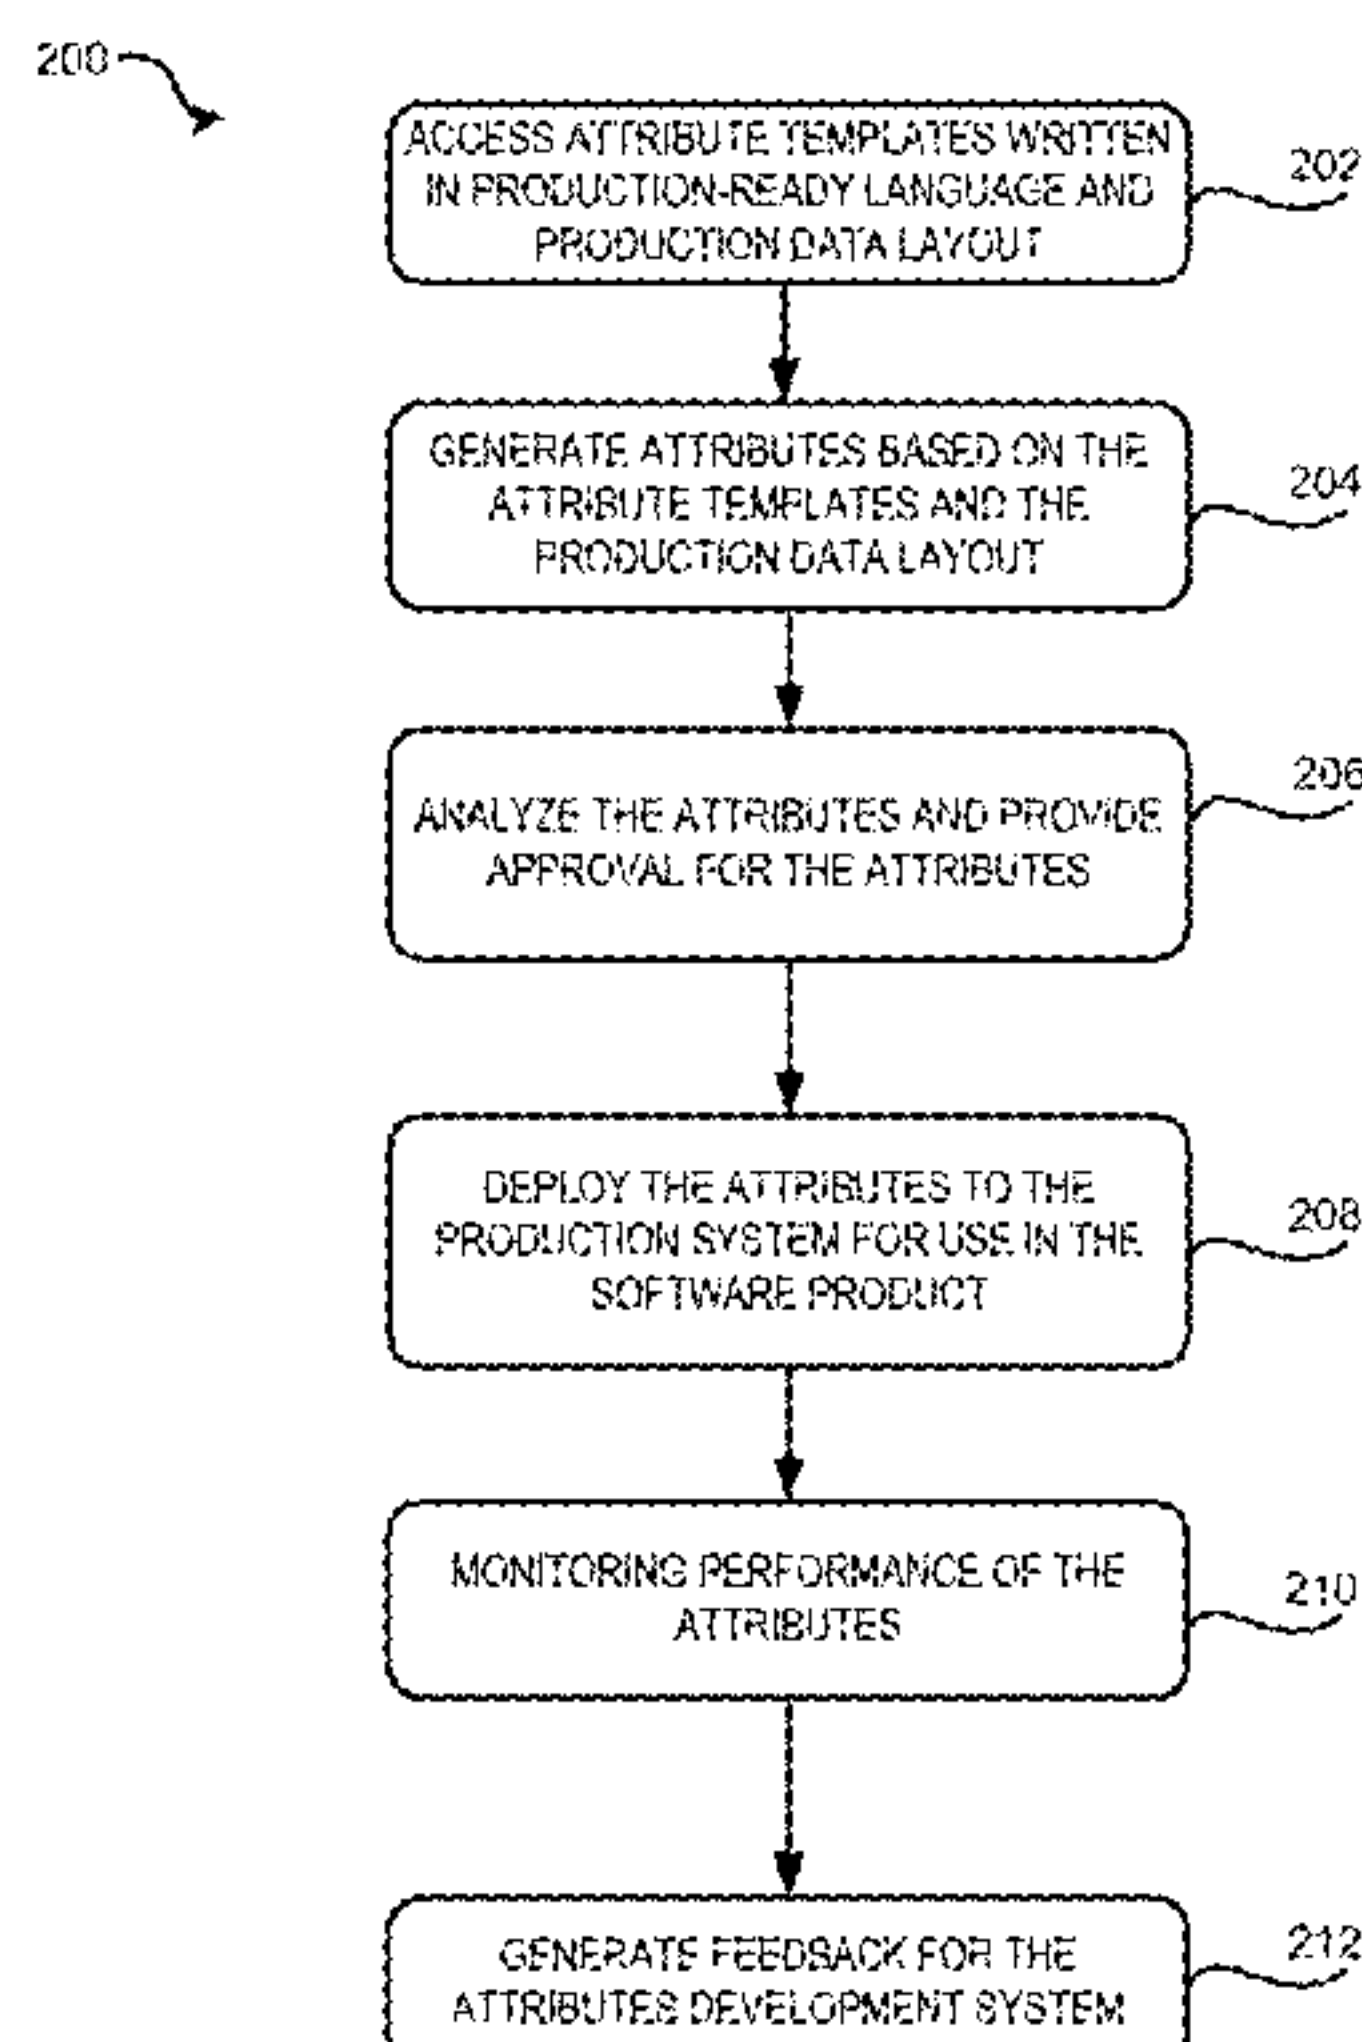 200
ACCESS ATTRIBUTE TEMPLATES WRITTEN
IN PRODUCTION-READY LANGUAGE AND
PRODUCTION DATA LAYOUT
202
GENERATE ATTRIBUTES BASED ON THE
ATTRIBUTE TEMPLATES AND THE
PRODUCTION DATA LAYOUT
204
ANALYZE THE ATTRIBUTES AND PROVIDE
APPROVAL FOR THE ATTRIBUTES
206
DEPLOY THE ATTRIBUTES TO THE
PRODUCTION SYSTEM FOR USE IN THE
SOFTWARE PRODUCT
208
MONITORING PERFORMANCE OF THE
ATTRIBUTES
210
GENERATE FEEDBACK FOR THE
ATTRIBUTES DEVELOPMENT SYSTEM
212